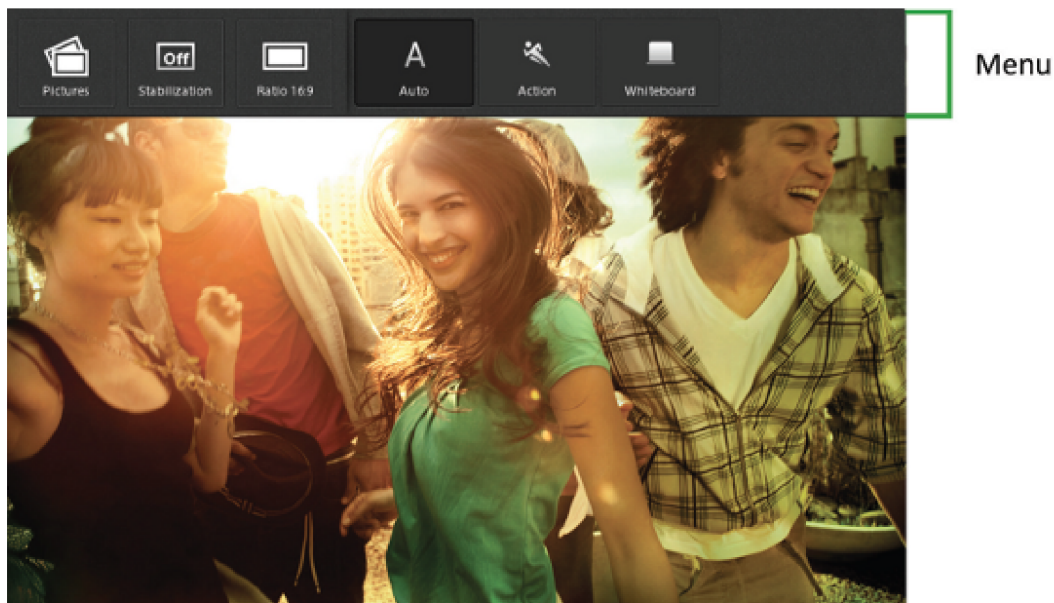 Off
A
Pictures
Stabilization
Ratio 16:9
Auto
Action
Whiteboard
Menu